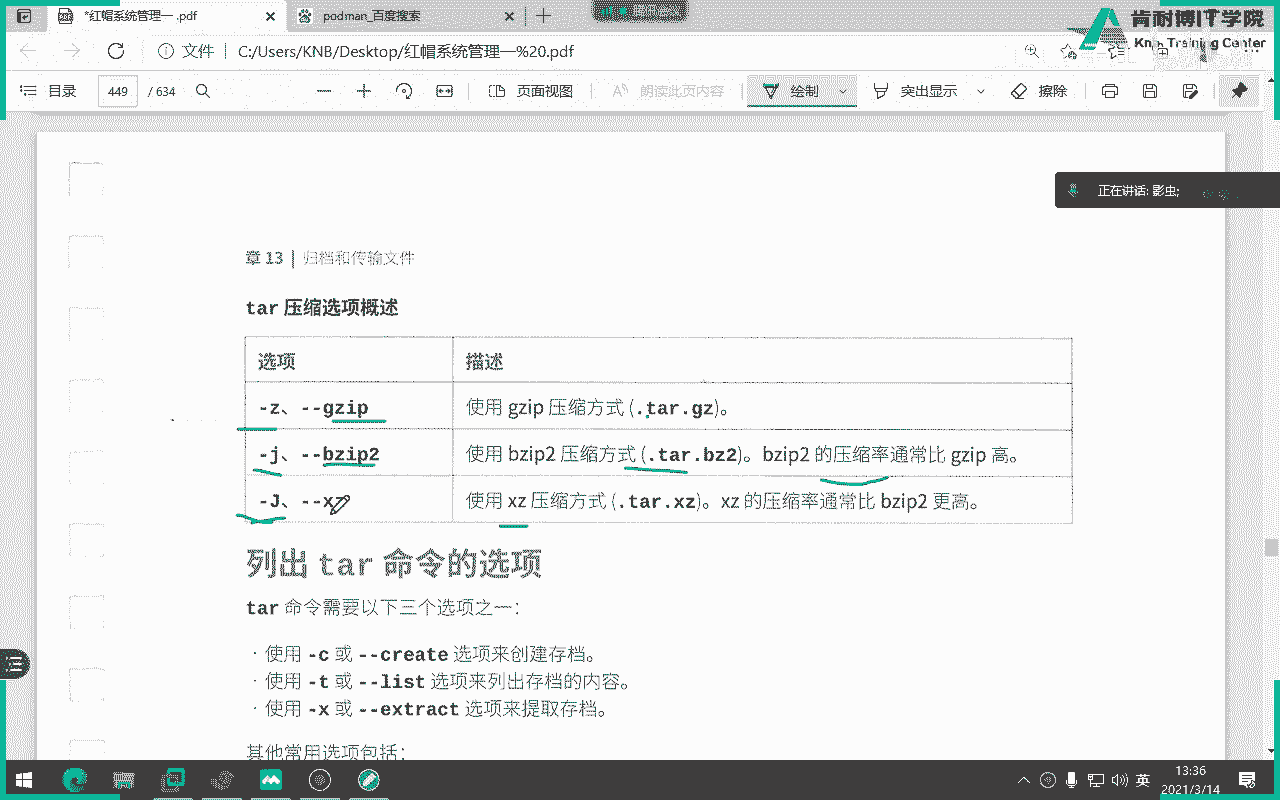 *红帽系统管理一 .pdf
podman_百度搜索
肯耐博IT学院
Training Center
文件
C:/Users/KNB/Desktop/红帽系统管理一%20.pdf
目录
449
/ 634
页面视图
朗读此页内容
绘制
突出显示
擦除
正在讲话: 影虫;
章 13 | 归档和传输文件
tar 压缩选项概述
选项 描述
-z、--gzip 使用 gzip 压缩方式 (.tar.gz)。
-j、--bzip2 使用 bzip2 压缩方式 (.tar.bz2)。bzip2 的压缩率通常比 gzip 高。
-J、--x 使用 xz 压缩方式 (.tar.xz)。xz 的压缩率通常比 bzip2 更高。
列出 tar 命令的选项
tar 命令需要以下三个选项之一：
· 使用 -c 或 --create 选项来创建存档。
· 使用 -t 或 --list 选项来列出存档的内容。
· 使用 -x 或 --extract 选项来提取存档。
其他常用选项包括：
英
13:36
2021/3/14